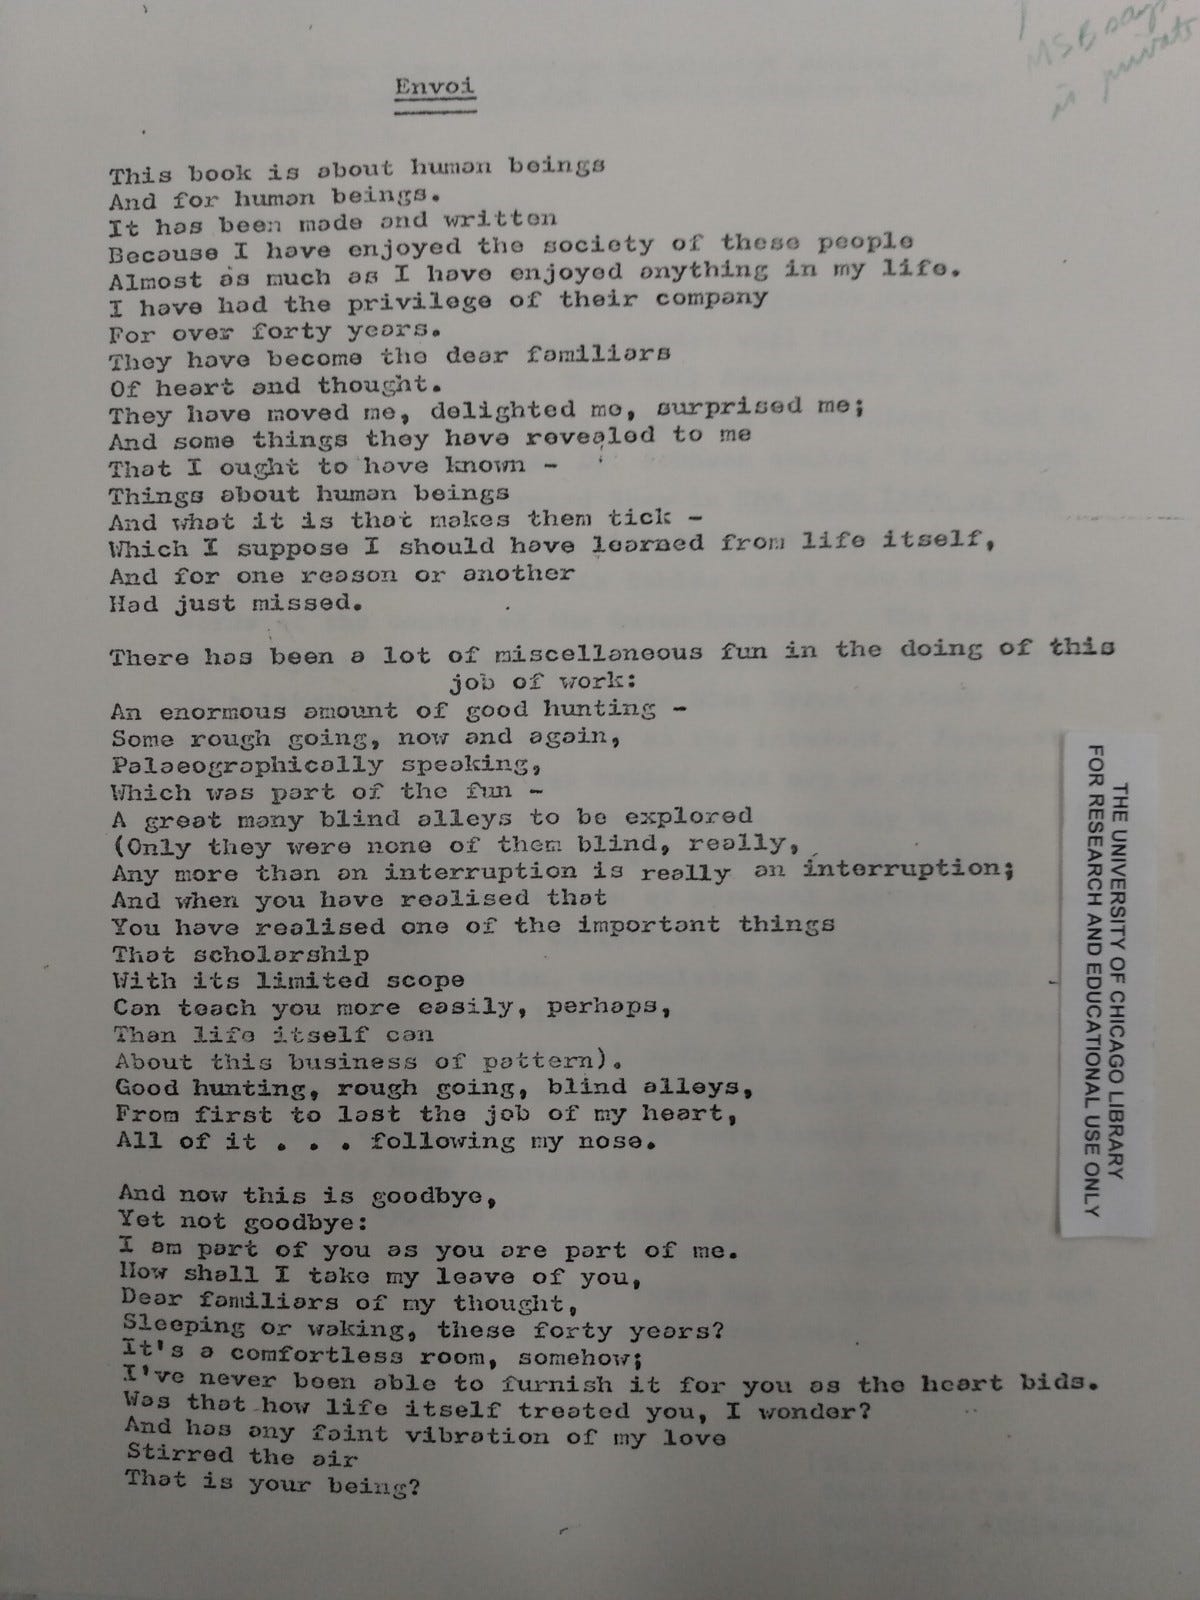 MSB says
is private
Envoi
This book is about human beings
And for human beings.
It has been made and written
Because I have enjoyed the society of these people
Almost as much as I have enjoyed anything in my life.
I have had the privilege of their company
For over forty years.
They have become the dear familiars
Of heart and thought.
They have moved me, delighted me, surprised me;
And some things they have revealed to me
That I ought to have known -
Things about human beings
And what it is that makes them tick -
Which I suppose I should have learned from life itself,
And for one reason or another
Had just missed.
There has been a lot of miscellaneous fun in the doing of this
job of work:
An enormous amount of good hunting -
Some rough going, now and again,
Palaeographically speaking,
Which was part of the fun -
A great many blind alleys to be explored
(Only they were none of them blind, really,
Any more than an interruption is really an interruption;
And when you have realised that
You have realised one of the important things
That scholarship
With its limited scope
Can teach you more easily, perhaps,
Than life itself can
About this business of pattern).
Good hunting, rough going, blind alleys,
From first to last the job of my heart,
All of it . . . following my nose.
And now this is goodbye,
Yet not goodbye:
I am part of you as you are part of me.
How shall I take my leave of you,
Dear familiars of my thought,
Sleeping or waking, these forty years?
It's a comfortless room, somehow;
I've never been able to furnish it for you as the heart bids.
Was that how life itself treated you, I wonder?
And has any faint vibration of my love
Stirred the air
That is your being?
THE UNIVERSITY OF CHICAGO LIBRARY
FOR RESEARCH AND EDUCATIONAL USE ONLY